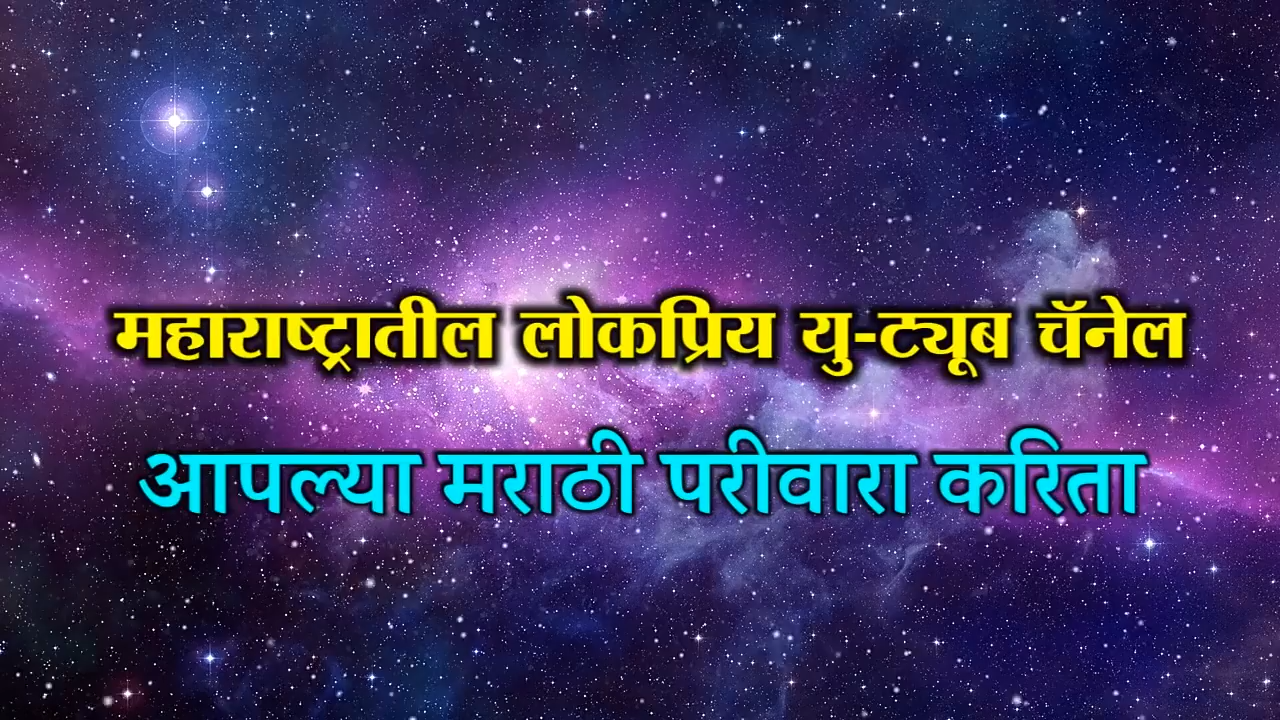 महाराष्ट्रातील लोकप्रिय यु-ट्यूब चॅनेल
आपल्या मराठी परीवारा करिता